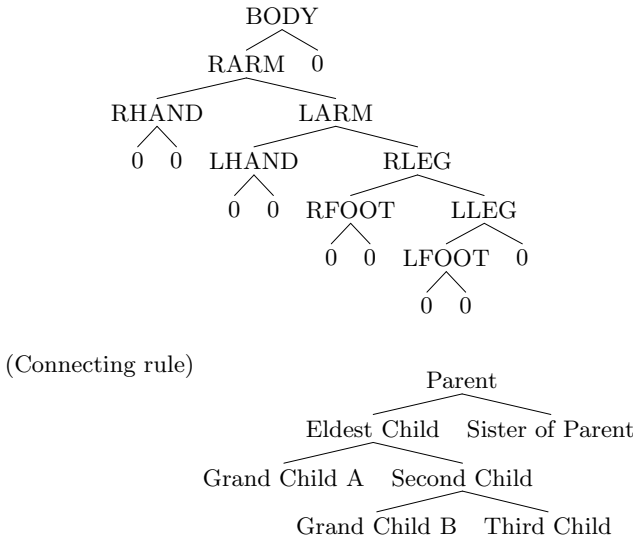 BODY
RARM 0
RHAND LARM
0 0 LHAND RLEG
0 0 RFOOT LLEG
0 0 LFOOT 0
0 0
(Connecting rule)
Parent
Eldest Child Sister of Parent
Grand Child A Second Child
Grand Child B Third Child